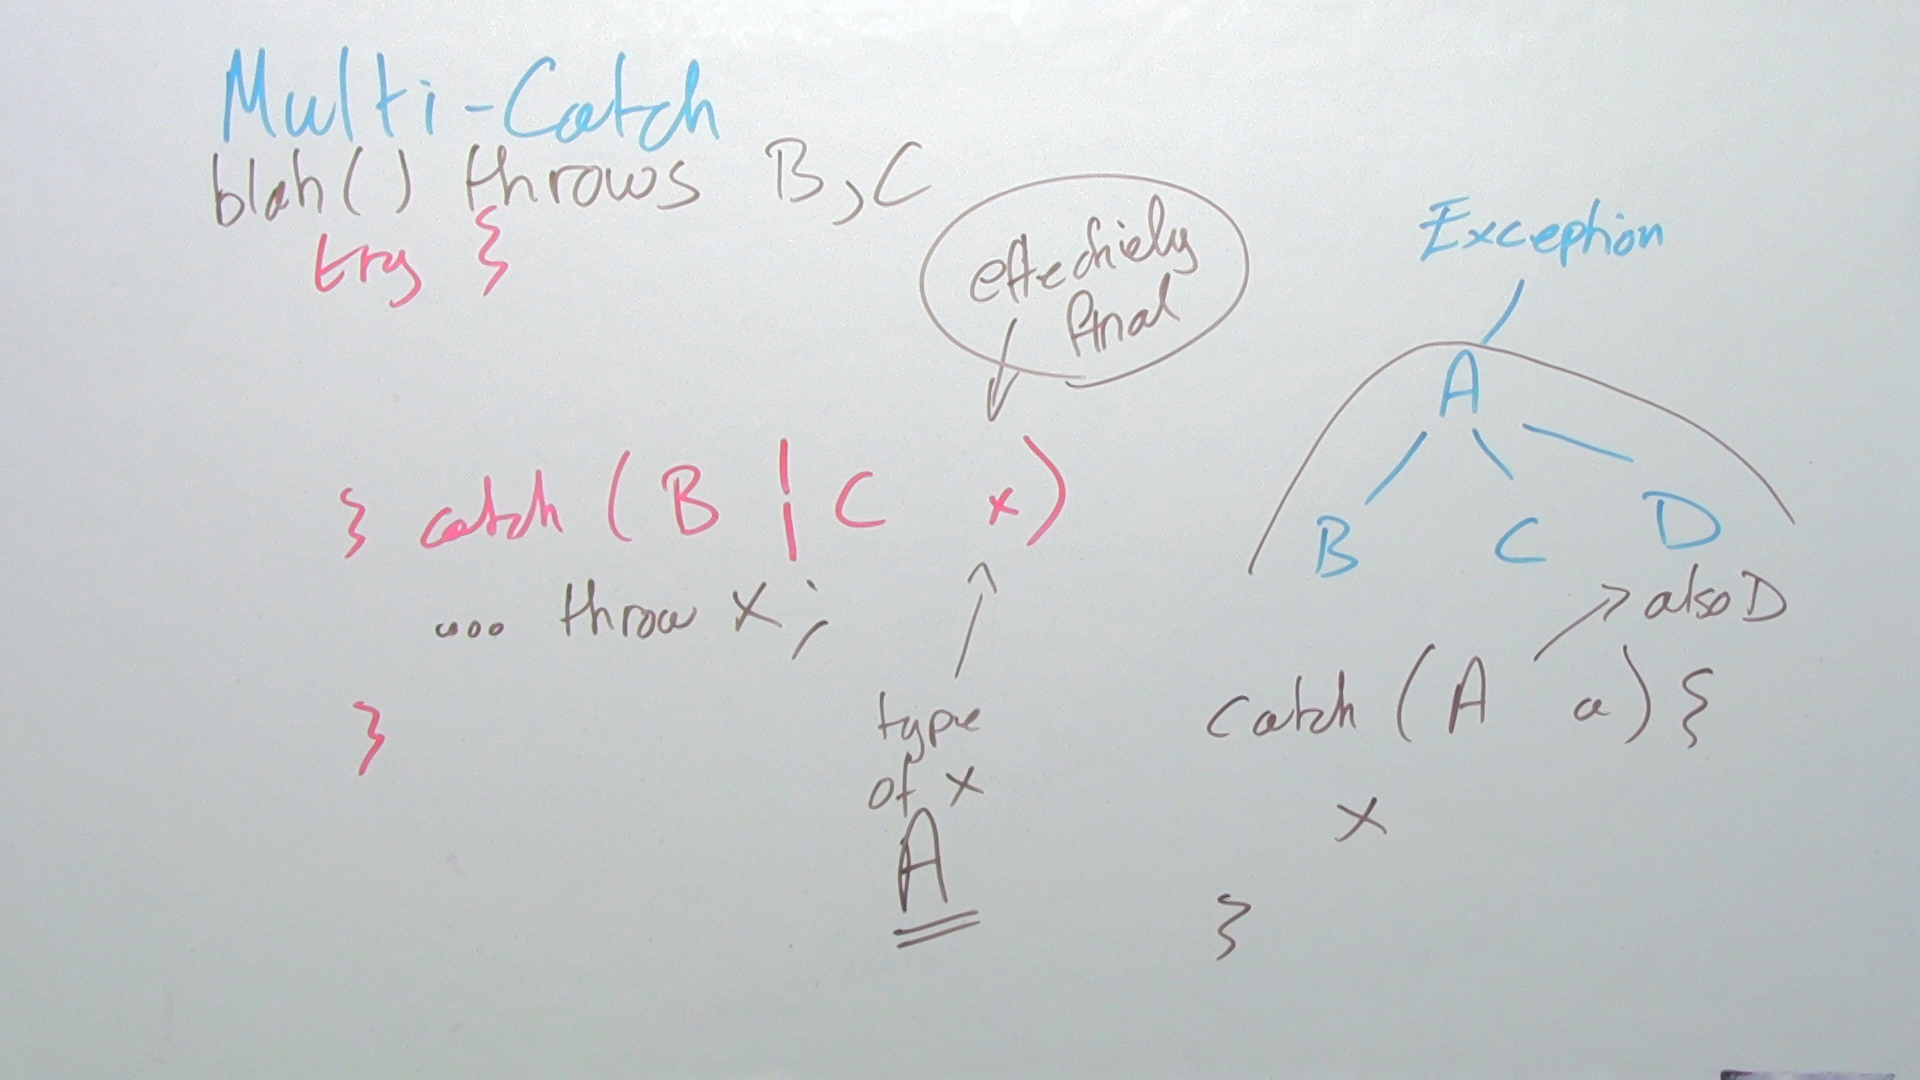 Multi-Catch
blah() throws B, C
try {
effectively
final
} catch ( B | C x)
.... throw x;
}
type
of x
A
Exception
A
B C D
also D
catch (A a) {
x
}